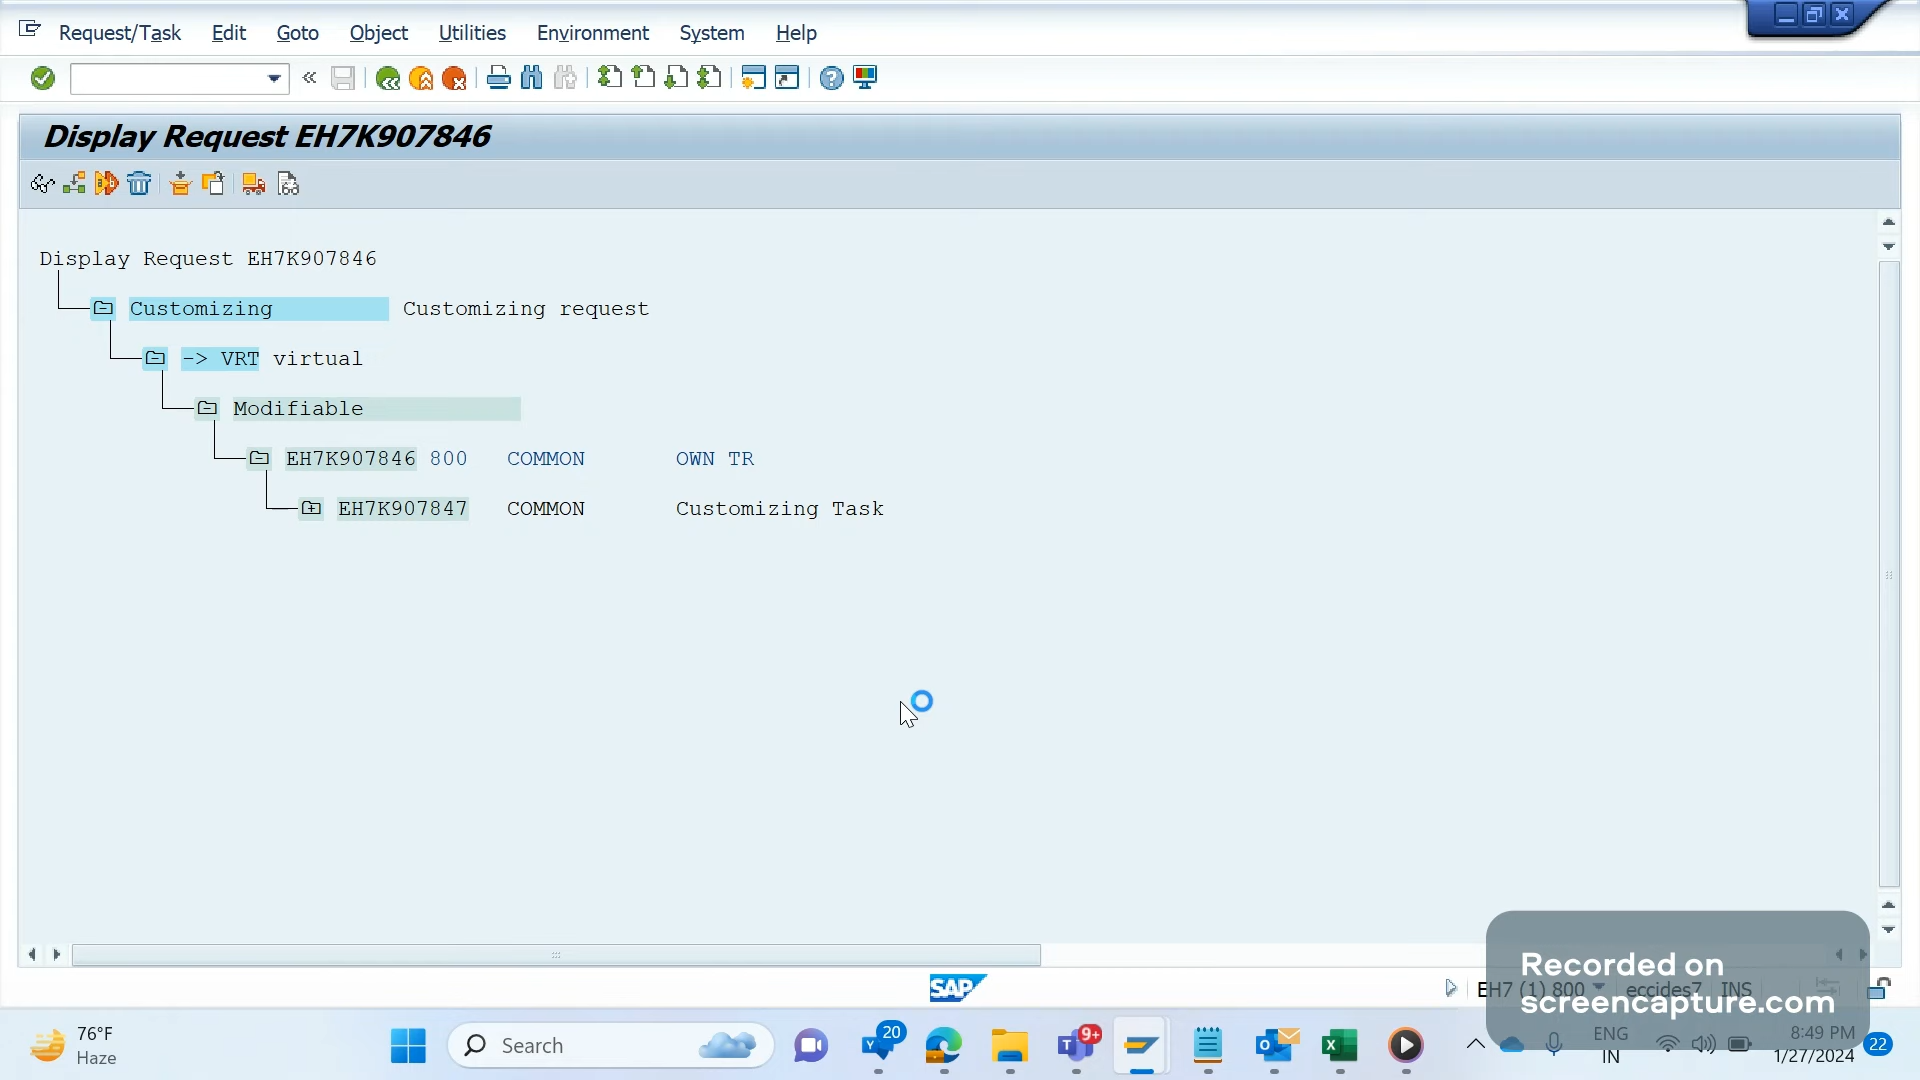 Request/Task Edit Goto Object Utilities Environment System Help
Display Request EH7K907846
Display Request EH7K907846
Customizing Customizing request
-> VRT virtual
Modifiable
EH7K907846 800 COMMON OWN TR
EH7K907847 COMMON Customizing Task
SAP
EH7 (1) 800 eccides7 INS
Recorded on
screencapture.com
76°F
Haze
Search
20
9+
ENG
IN
8:49 PM
1/27/2024
22